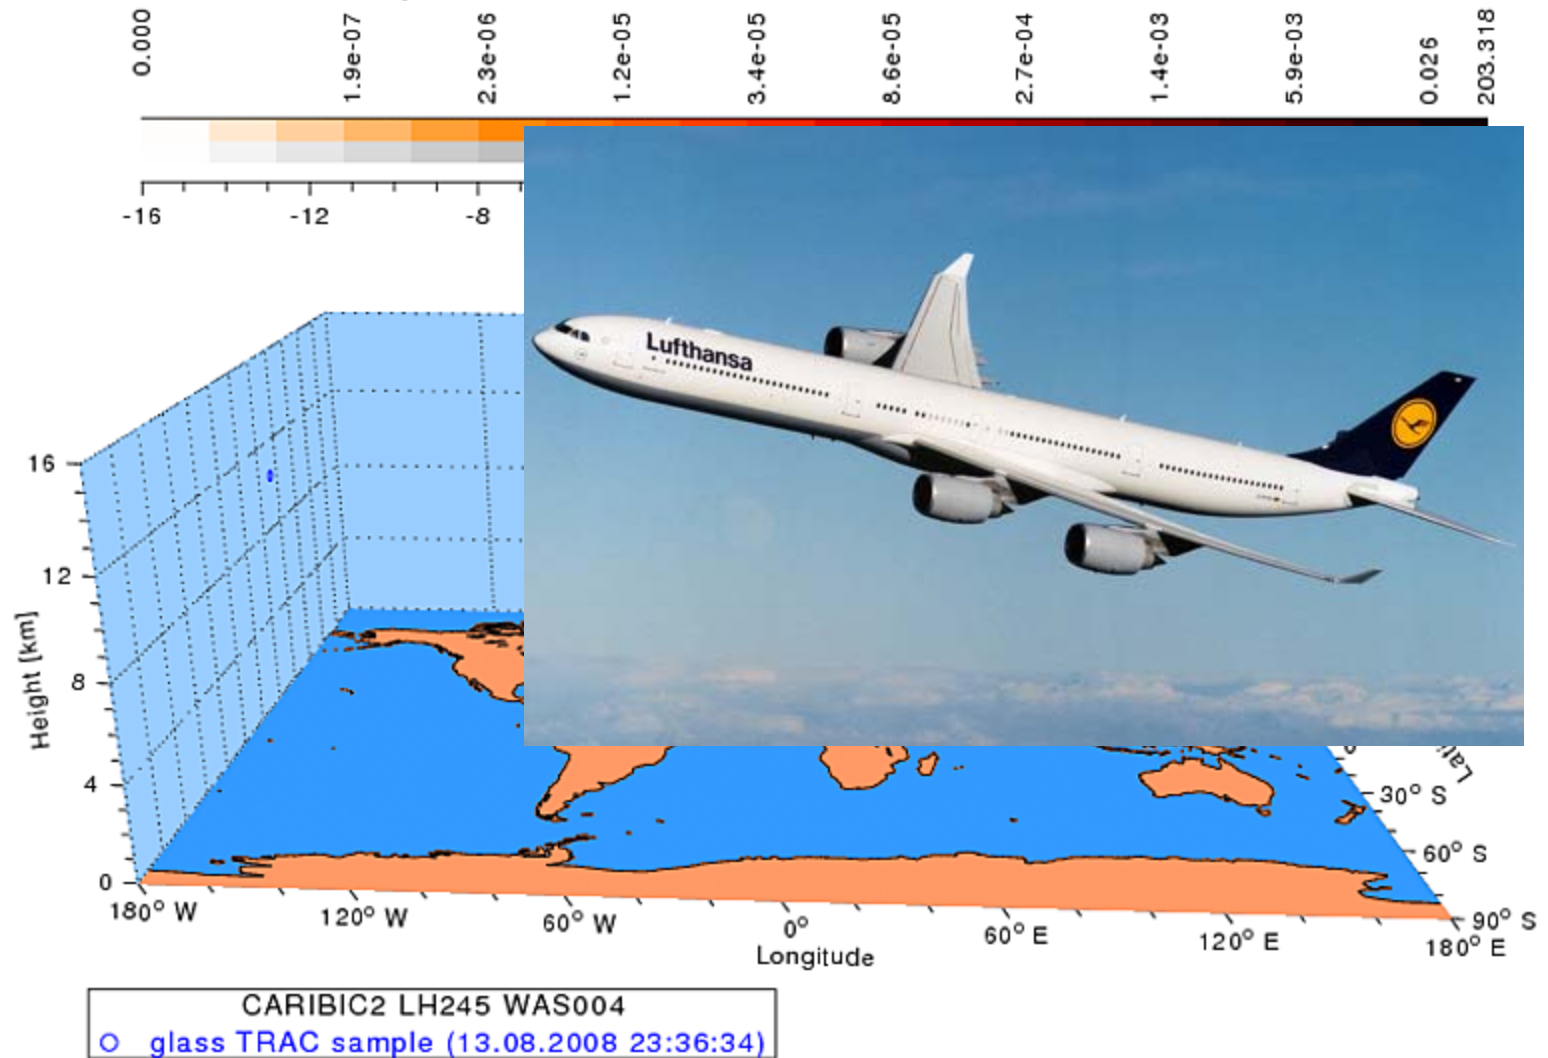 0.000 1.9e-07 2.3e-06 1.2e-05 3.4e-05 8.6e-05 2.7e-04 1.4e-03 5.9e-03 0.026 203.318
-16 -12 -8
Lufthansa
16
12
8
4
0
Height [km]
30° S
60° S
90° S
180° W 120° W 60° W 0° 60° E 120° E 180° E
Longitude
CARIBIC2 LH245 WAS004
glass TRAC sample (13.08.2008 23:36:34)